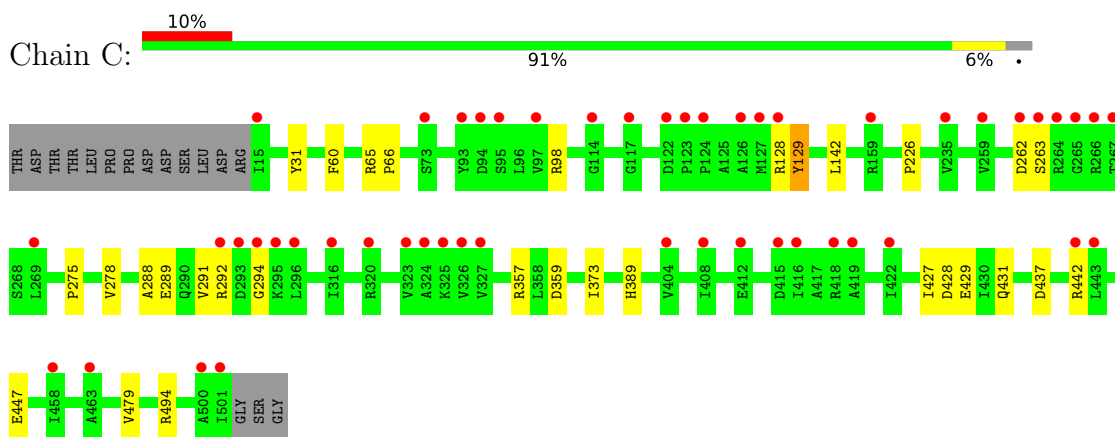 10%
Chain C:
91% 6% •
THR ASP THR THR LEU PRO PRO ASP ASP SER LEU ASP ARG I15 Y31 F60 R65 P66 S73 Y93 D94 S95 L96 V97 R98 G114 G117 D122 P123 P124 A125 A126 M127 R128 Y129 L142 R159 P226 V235 V259 D262 S263 R264 G265 R266 T267
S268 L269 P275 V278 A288 E289 Q290 V291 R292 D293 G294 K295 L296 I316 R320 V323 A324 K325 V326 V327 R357 L358 D359 I373 H389 V404 I408 E412 D415 I416 A417 R418 A419 I422 I427 D428 E429 I430 Q431 D437 R442 L443
E447 I458 A463 V479 R494 A500 I501 GLY SER GLY